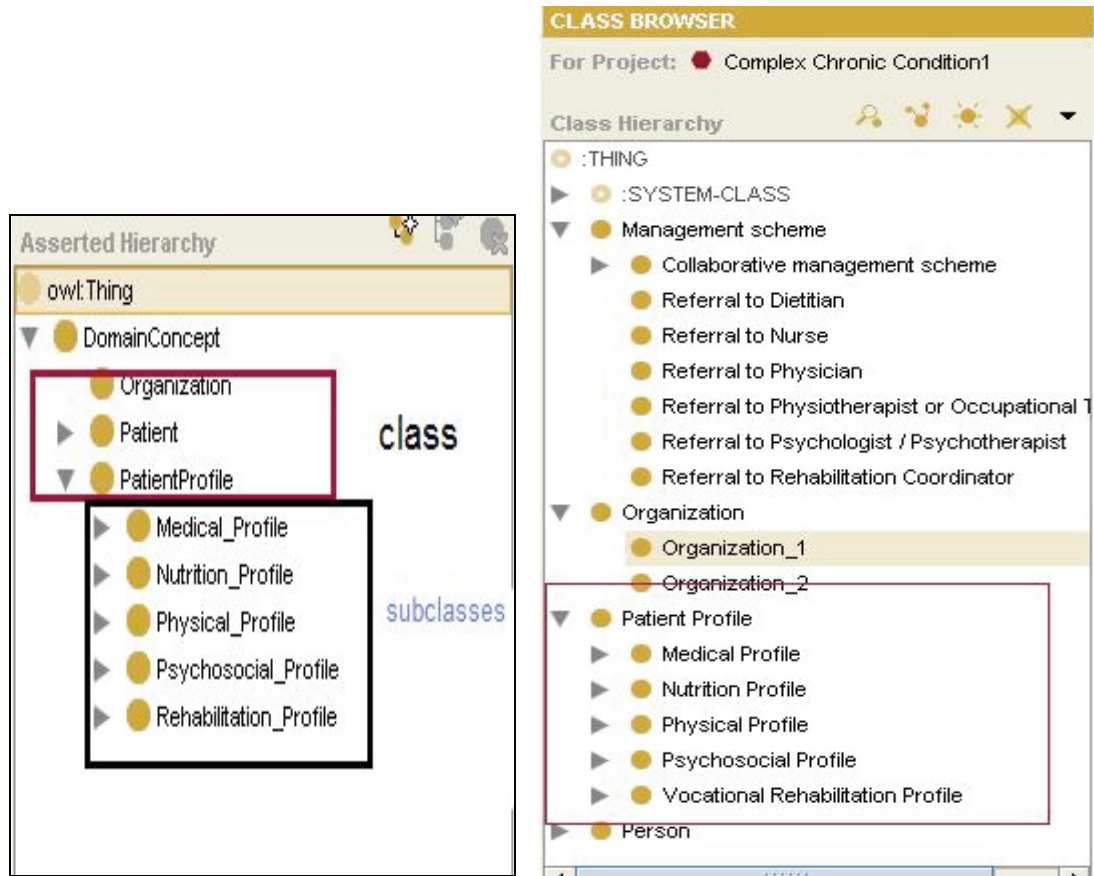 Asserted Hierarchy
owl:Thing
DomainConcept
Organization
Patient
PatientProfile
class
Medical_Profile
Nutrition_Profile
Physical_Profile
Psychosocial_Profile
Rehabilitation_Profile
subclasses
CLASS BROWSER
For Project: Complex Chronic Condition1
Class Hierarchy
:THING
:SYSTEM-CLASS
Management scheme
Collaborative management scheme
Referral to Dietitian
Referral to Nurse
Referral to Physician
Referral to Physiotherapist or Occupational
Referral to Psychologist / Psychotherapist
Referral to Rehabilitation Coordinator
Organization
Organization_1
Organization_2
Patient Profile
Medical Profile
Nutrition Profile
Physical Profile
Psychosocial Profile
Vocational Rehabilitation Profile
Person